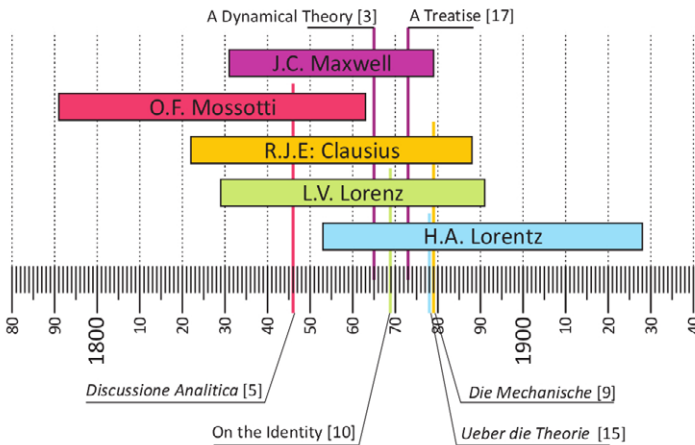 A Dynamical Theory [3]
A Treatise [17]
J.C. Maxwell
O.F. Mossotti
R.J.E: Clausius
L.V. Lorenz
H.A. Lorentz
80 90 1800 10 20 30 40 50 60 70 80 90 1900 10 20 30 40
Discussione Analitica [5]
Die Mechanische [9]
On the Identity [10]
Ueber die Theorie [15]